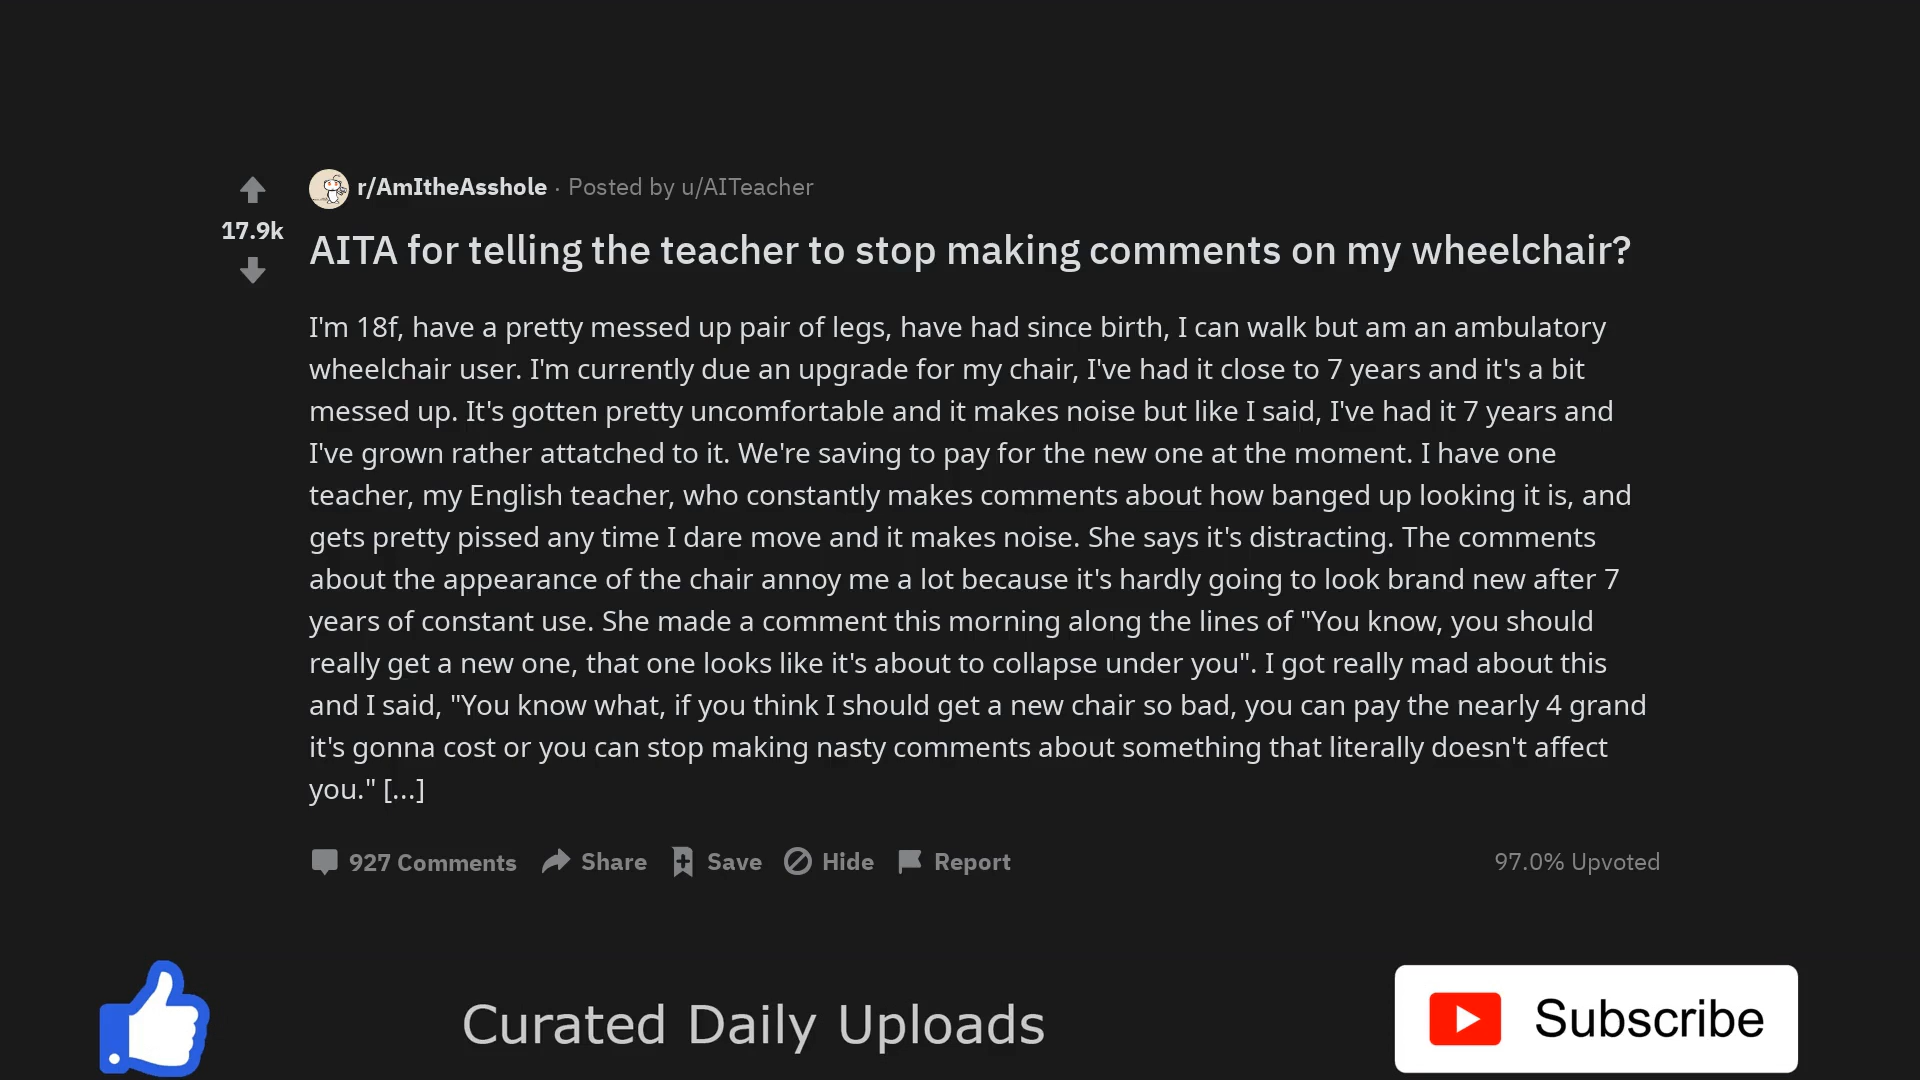 r/AmItheAsshole · Posted by u/AITeacher
17.9k
AITA for telling the teacher to stop making comments on my wheelchair?
I'm 18f, have a pretty messed up pair of legs, have had since birth, I can walk but am an ambulatory
wheelchair user. I'm currently due an upgrade for my chair, I've had it close to 7 years and it's a bit
messed up. It's gotten pretty uncomfortable and it makes noise but like I said, I've had it 7 years and
I've grown rather attatched to it. We're saving to pay for the new one at the moment. I have one
teacher, my English teacher, who constantly makes comments about how banged up looking it is, and
gets pretty pissed any time I dare move and it makes noise. She says it's distracting. The comments
about the appearance of the chair annoy me a lot because it's hardly going to look brand new after 7
years of constant use. She made a comment this morning along the lines of "You know, you should
really get a new one, that one looks like it's about to collapse under you". I got really mad about this
and I said, "You know what, if you think I should get a new chair so bad, you can pay the nearly 4 grand
it's gonna cost or you can stop making nasty comments about something that literally doesn't affect
you." [...]
927 Comments Share Save Hide Report 97.0% Upvoted
Curated Daily Uploads
Subscribe